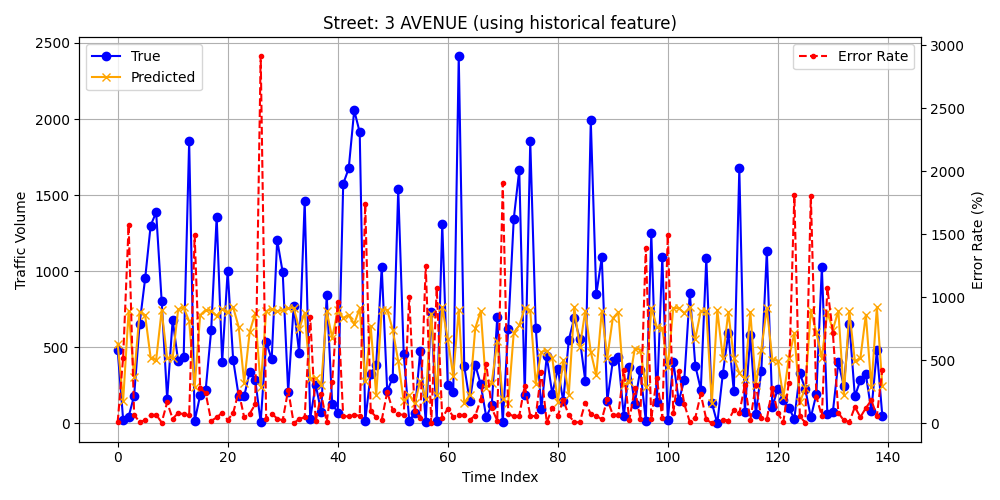 Street: 3 AVENUE (using historical feature)
True
Predicted
Error Rate
2500
2000
1500
1000
500
0
3000
2500
2000
1500
1000
500
0
Traffic Volume
Error Rate (%)
0 20 40 60 80 100 120 140
Time Index